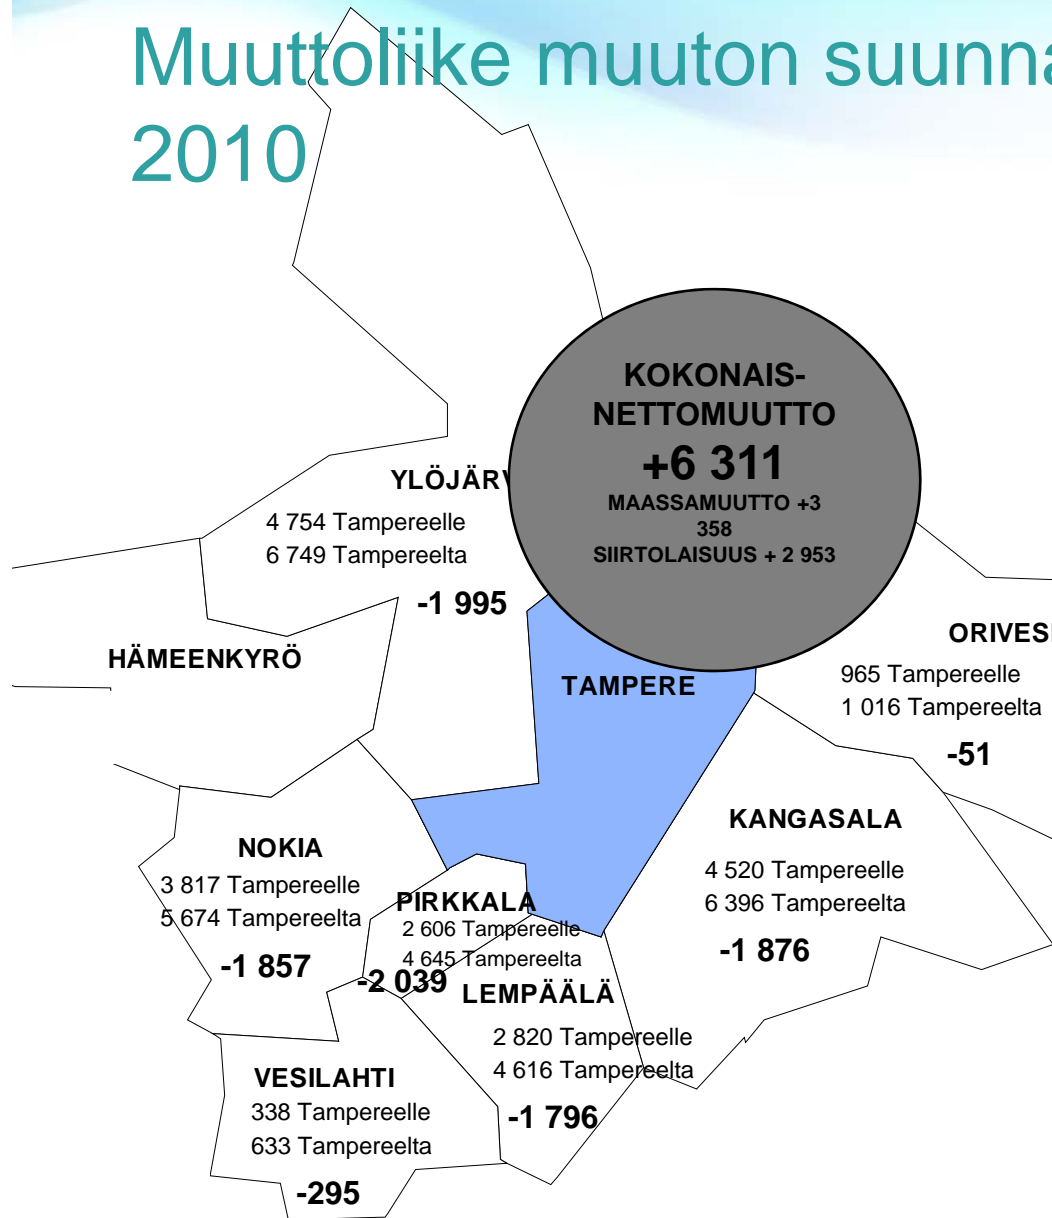 Muuttoliike muuton suunna
2010
KOKONAIS-
NETTOMUUTTO
+6 311
MAASSAMUUTTO +3
358
SIIRTOLAISUUS + 2 953
YLÖJÄRV
4 754 Tampereelle
6 749 Tampereelta
-1 995
HÄMEENKYRÖ
TAMPERE
ORIVES
965 Tampereelle
1 016 Tampereelta
-51
KANGASALA
4 520 Tampereelle
6 396 Tampereelta
-1 876
NOKIA
3 817 Tampereelle
5 674 Tampereelta
-1 857
PIRKKALA
2 606 Tampereelle
4 645 Tampereelta
-2 039
LEMPÄÄLÄ
2 820 Tampereelle
4 616 Tampereelta
-1 796
VESILAHTI
338 Tampereelle
633 Tampereelta
-295